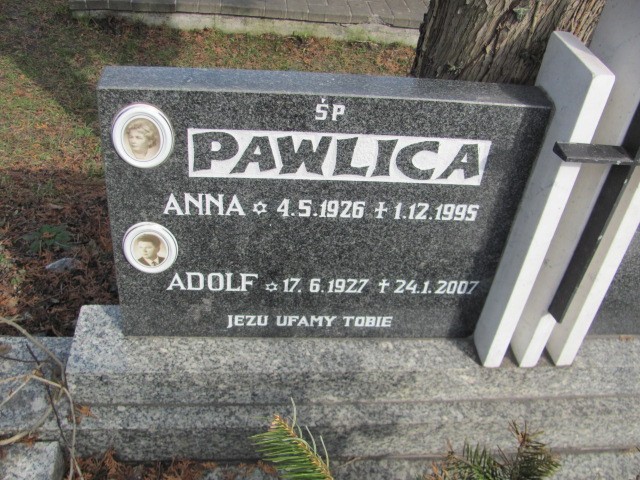 ŚP
PAWLICA
ANNA ✡ 4.5.1926 ✝ 1.12.1995
ADOLF ✡ 17.6.1927 ✝ 24.1.2007
JEZU UFAMY TOBIE